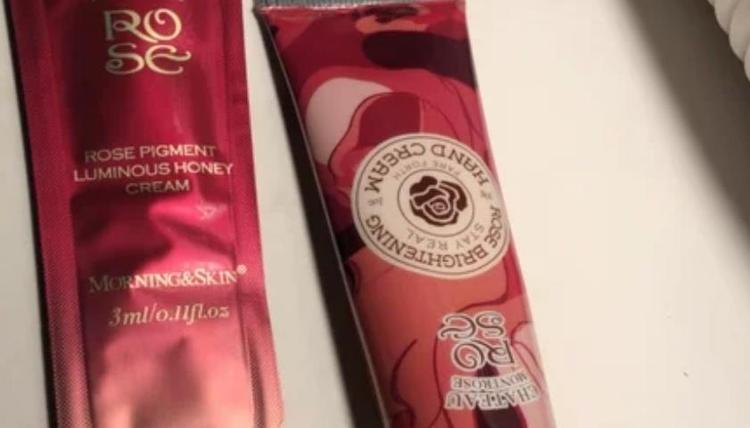 RO
SE
ROSE PIGMENT
LUMINOUS HONEY
CREAM
MORNING&SKIN®
3ml/0.11fl.oz
CHATEAU
MONTROSE
RO
SE
ROSE BRIGHTENING
HAND CREAM
STAY REAL